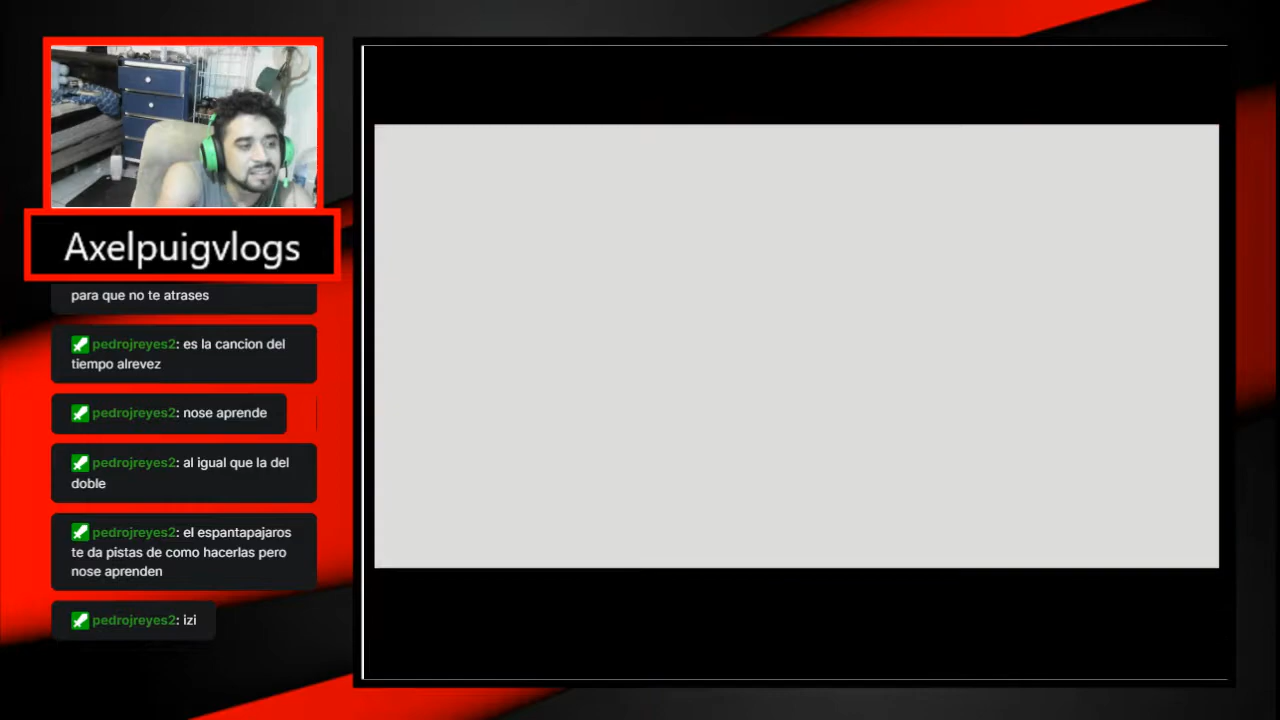 Axelpuigvlogs
para que no te atrases
pedrojreyes2: es la cancion del
tiempo alrevez
pedrojreyes2: nose aprende
pedrojreyes2: al igual que la del
doble
pedrojreyes2: el espantapajaros
te da pistas de como hacerlas pero
nose aprenden
pedrojreyes2: izi